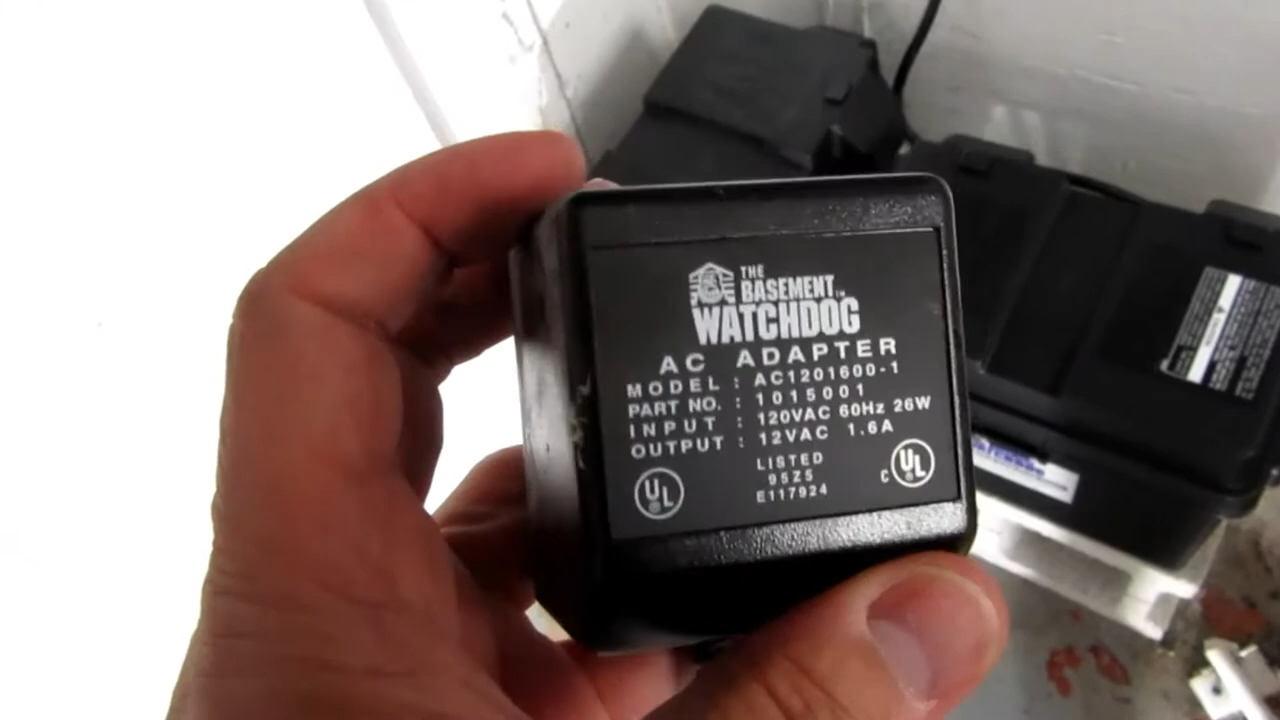 THE
BASEMENT™
WATCHDOG
AC ADAPTER
MODEL : AC1201600-1
PART NO. : 1015001
INPUT : 120VAC 60Hz 26W
OUTPUT : 12VAC 1.6A
LISTED
95Z5
E117924
UL
C UL